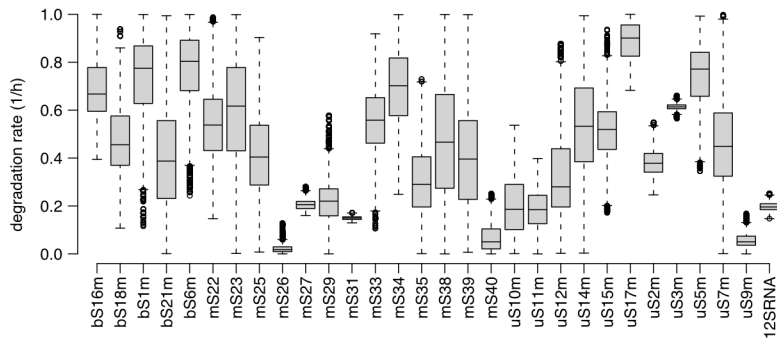 degradation rate (1/h)
1.0
0.8
0.6
0.4
0.2
0.0
bS16m
bS18m
bS1m
bS21m
bS6m
mS22
mS23
mS25
mS26
mS27
mS29
mS31
mS33
mS34
mS35
mS38
mS39
mS40
uS10m
uS11m
uS12m
uS14m
uS15m
uS17m
uS2m
uS3m
uS5m
uS7m
uS9m
12SRNA